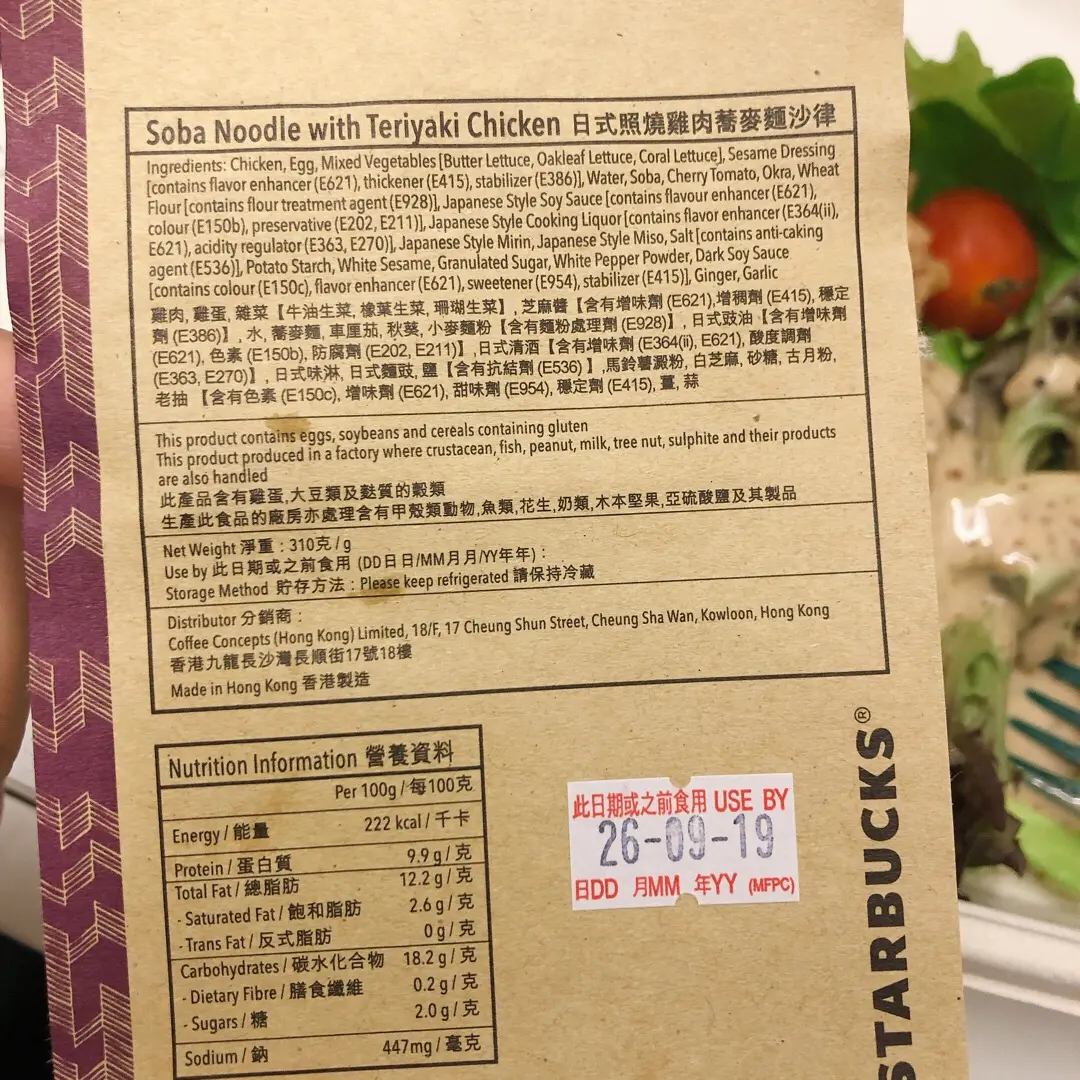 Soba Noodle with Teriyaki Chicken 日式照燒雞肉蕎麥麵沙律
Ingredients: Chicken, Egg, Mixed Vegetables [Butter Lettuce, Oakleaf Lettuce, Coral Lettuce], Sesame Dressing
[contains flavor enhancer (E621), thickener (E415), stabilizer (E386)], Water, Soba, Cherry Tomato, Okra, Wheat
Flour [contains flour treatment agent (E928)], Japanese Style Soy Sauce [contains flavour enhancer (E621),
colour (E150b), preservative (E202, E211)], Japanese Style Cooking Liquor [contains flavor enhancer (E364(ii),
E621), acidity regulator (E363, E270)], Japanese Style Mirin, Japanese Style Miso, Salt [contains anti-caking
agent (E536)], Potato Starch, White Sesame, Granulated Sugar, White Pepper Powder, Dark Soy Sauce
[contains colour (E150c), flavor enhancer (E621), sweetener (E954), stabilizer (E415)], Ginger, Garlic
雞肉, 雞蛋, 雜菜【牛油生菜, 橡葉生菜, 珊瑚生菜】, 芝麻醬【含有增味劑 (E621),增稠劑 (E415), 穩定
劑 (E386)】, 水, 蕎麥麵, 車厘茄, 秋葵, 小麥麵粉【含有麵粉處理劑 (E928)】, 日式豉油【含有增味劑
(E621), 色素 (E150b), 防腐劑 (E202, E211)】,日式清酒【含有增味劑 (E364(ii), E621), 酸度調劑
(E363, E270)】, 日式味淋, 日式麵豉, 鹽【含有抗結劑 (E536) 】,馬鈴薯澱粉, 白芝麻, 砂糖, 古月粉,
老抽 【含有色素 (E150c), 增味劑 (E621), 甜味劑 (E954), 穩定劑 (E415), 薑, 蒜
This product contains eggs, soybeans and cereals containing gluten
This product produced in a factory where crustacean, fish, peanut, milk, tree nut, sulphite and their products
are also handled
此產品含有雞蛋,大豆類及麩質的穀類
生產此食品的廠房亦處理含有甲殼類動物,魚類,花生,奶類,木本堅果,亞硫酸鹽及其製品
Net Weight 淨重 : 310克 / g
Use by 此日期或之前食用 (DD日日/MM月月/YY年年) :
Storage Method 貯存方法 : Please keep refrigerated 請保持冷藏
Distributor 分銷商 :
Coffee Concepts (Hong Kong) Limited, 18/F, 17 Cheung Shun Street, Cheung Sha Wan, Kowloon, Hong Kong
香港九龍長沙灣長順街17號18樓
Made in Hong Kong 香港製造
Nutrition Information 營養資料
Per 100g / 每100克
Energy / 能量 222 kcal / 千卡
Protein / 蛋白質 9.9 g / 克
Total Fat / 總脂肪 12.2 g / 克
- Saturated Fat / 飽和脂肪 2.6 g / 克
- Trans Fat / 反式脂肪 0 g / 克
Carbohydrates / 碳水化合物 18.2 g / 克
- Dietary Fibre / 膳食纖維 0.2 g / 克
- Sugars / 糖 2.0 g / 克
Sodium / 鈉 447mg / 毫克
此日期或之前食用 USE BY
26-09-19
日DD 月MM 年YY (MFPC)
STARBUCKS®